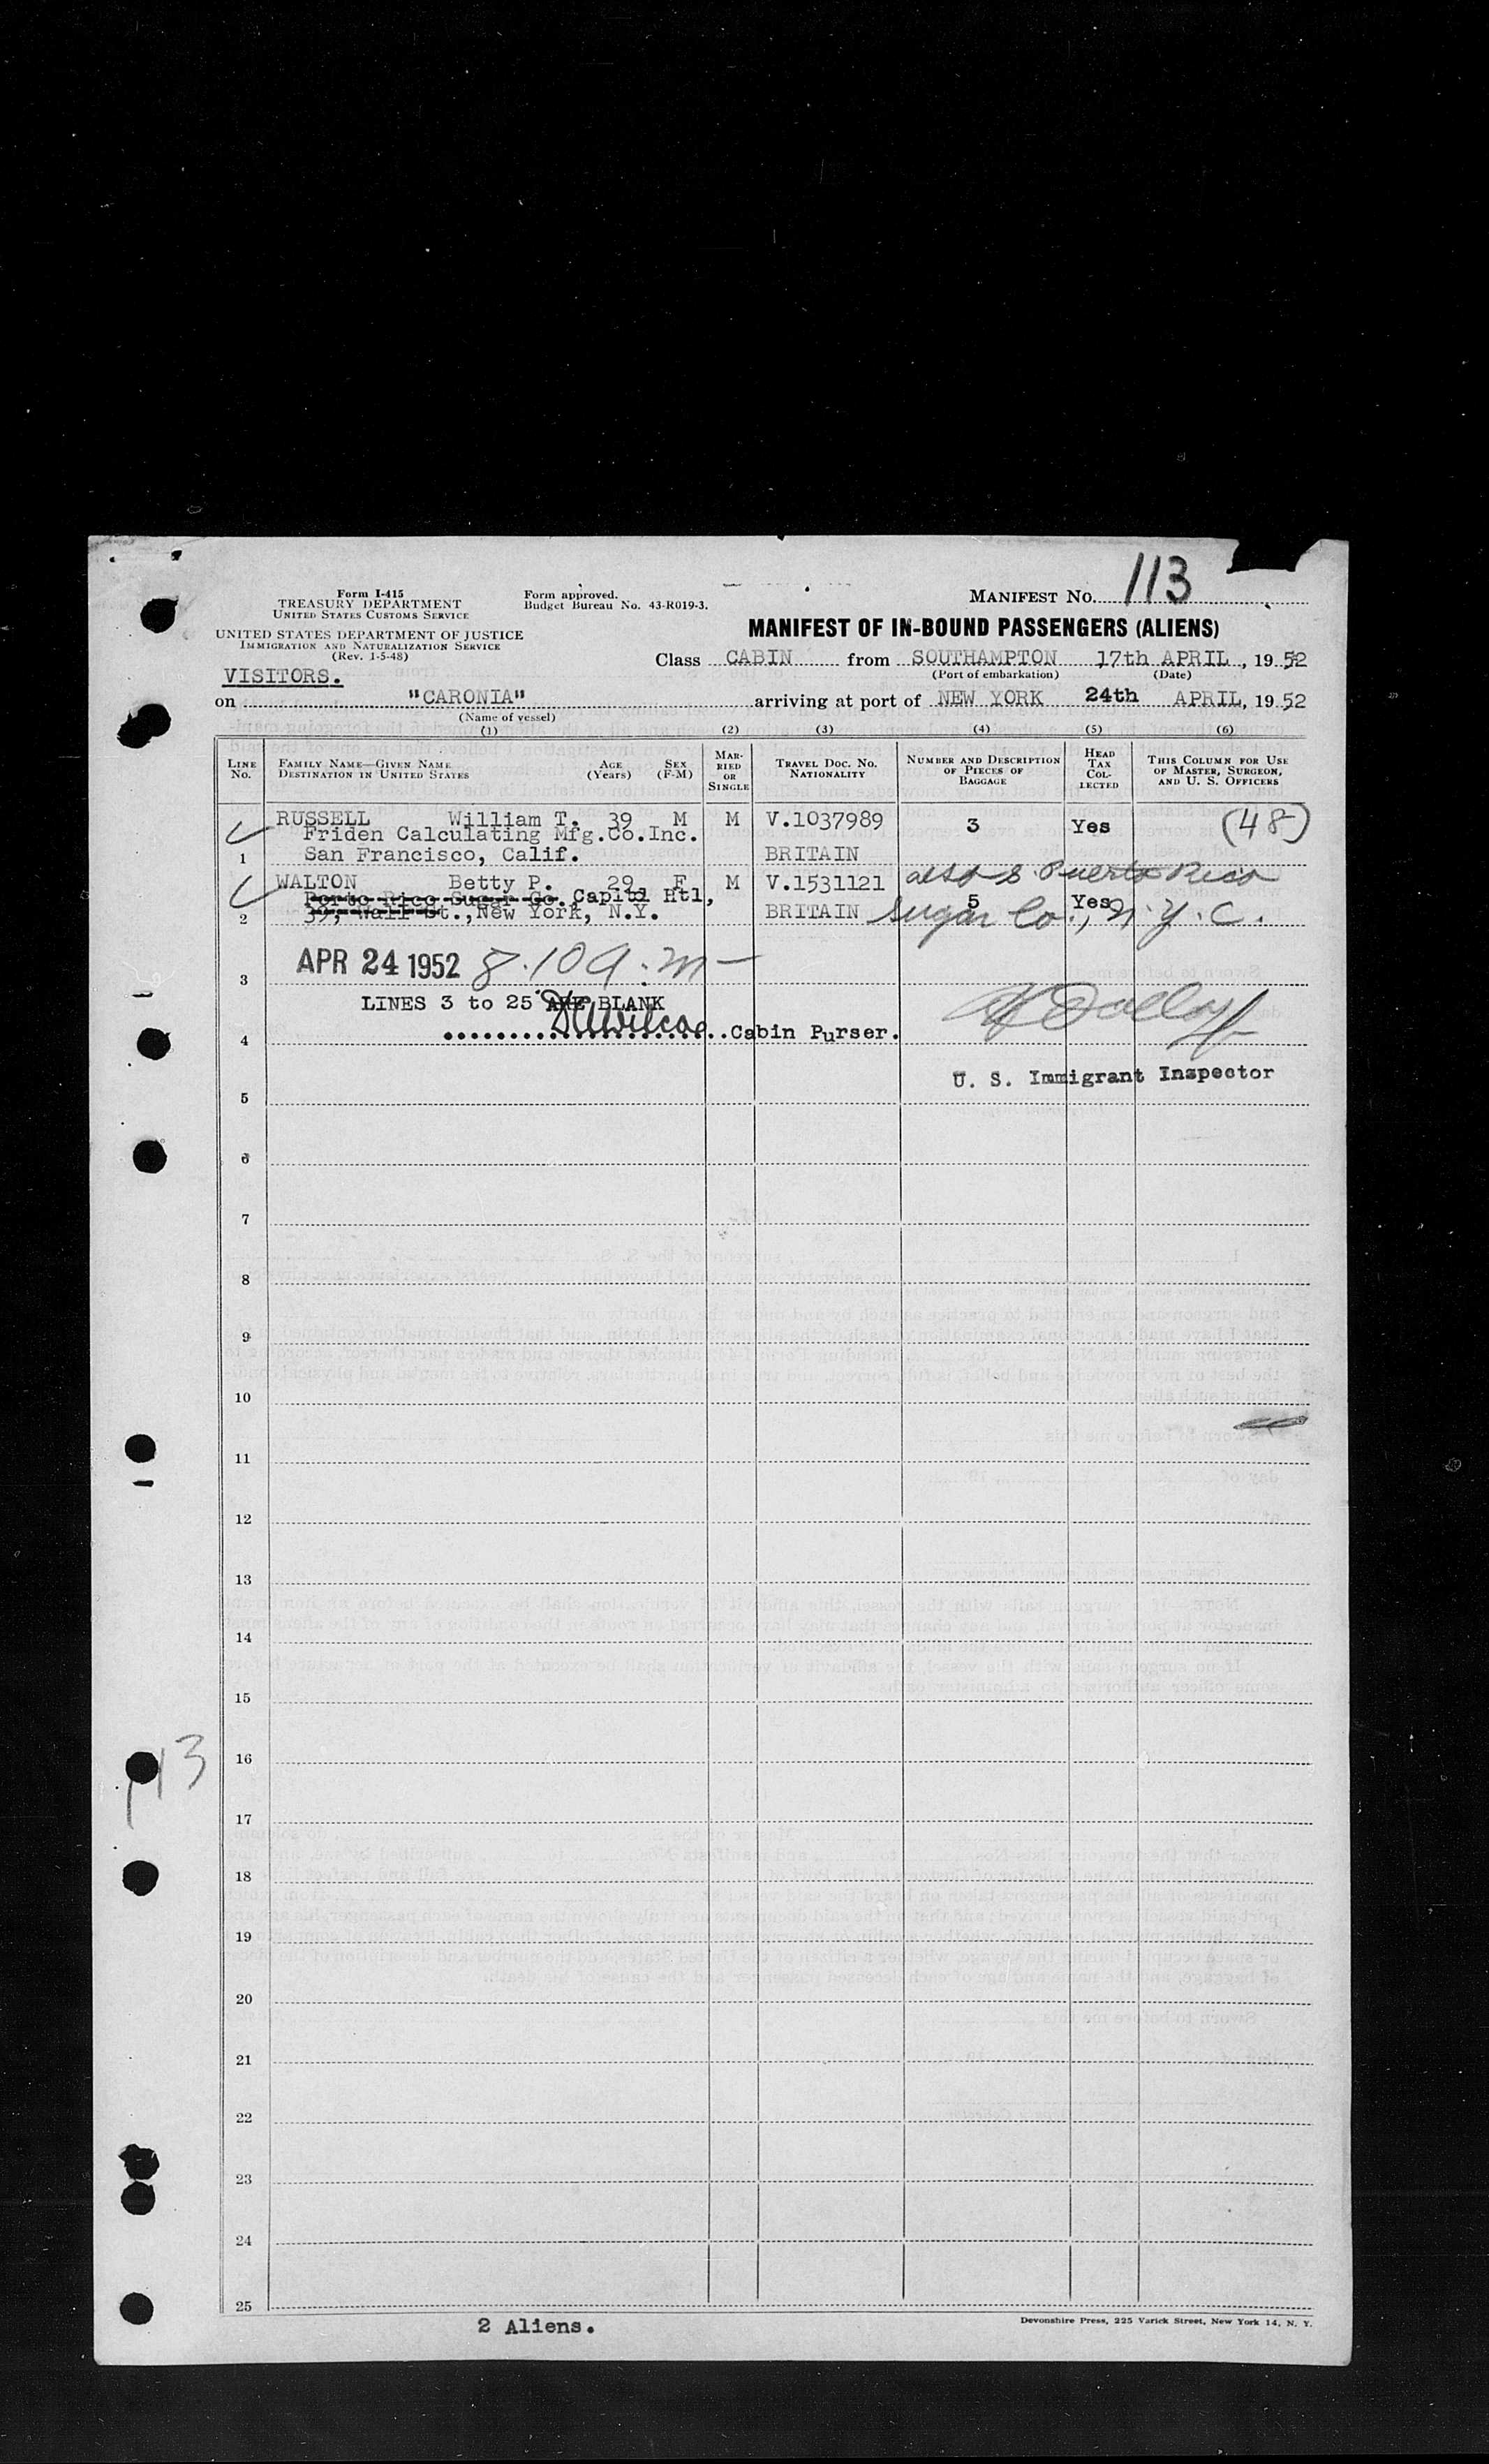 Form I-415
TREASURY DEPARTMENT
UNITED STATES CUSTOMS SERVICE
UNITED STATES DEPARTMENT OF JUSTICE
IMMIGRATION AND NATURALIZATION SERVICE
(Rev. 1-5-48)
Form approved.
Budget Bureau No. 43-R019-3.
MANIFEST NO. 113
MANIFEST OF IN-BOUND PASSENGERS (ALIENS)
Class CABIN from SOUTHAMPTON 17th APRIL, 1952
(Port of embarkation) (Date)
VISITORS.
on "CARONIA" arriving at port of NEW YORK 24th APRIL, 1952
(Name of vessel)
(1) (2) (3) (4) (5) (6)
LINE No. FAMILY NAME—GIVEN NAME DESTINATION IN UNITED STATES AGE (Years) SEX (F-M) MARRIED OR SINGLE TRAVEL DOC. NO. NATIONALITY NUMBER AND DESCRIPTION OF PIECES OF BAGGAGE HEAD TAX COLLECTED THIS COLUMN FOR USE OF MASTER, SURGEON, AND U. S. OFFICERS
RUSSELL William T. 39 M M V.1037989 3 Yes (48)
Friden Calculating Mfg.Co.Inc.
1 San Francisco, Calif. BRITAIN
WALTON Betty P. 29 F M V.1531121 also S. Puerto Rico
Porto Rico Sugar Co. Capitl Htl, 5 Yes
2 39, Wall St., New York, N.Y. BRITAIN Sugar Co., N.Y.C.
3 APR 24 1952 8.10 a.m
LINES 3 to 25 ARE BLANK
4 Wilcox Cabin Purser.
U. S. Immigrant Inspector
5
6
7
8
9
10
11
12
13
14
15
16
113
17
18
19
20
21
22
23
24
25
2 Aliens.
Devonshire Press, 225 Varick Street, New York 14, N. Y.